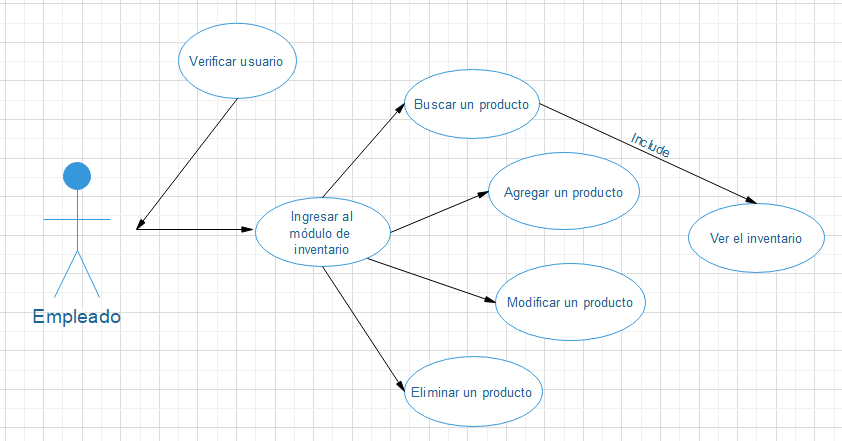 Verificar usuario
Buscar un producto
Include
Agregar un producto
Ingresar al
módulo de
inventario
Ver el inventario
Modificar un producto
Empleado
Eliminar un producto